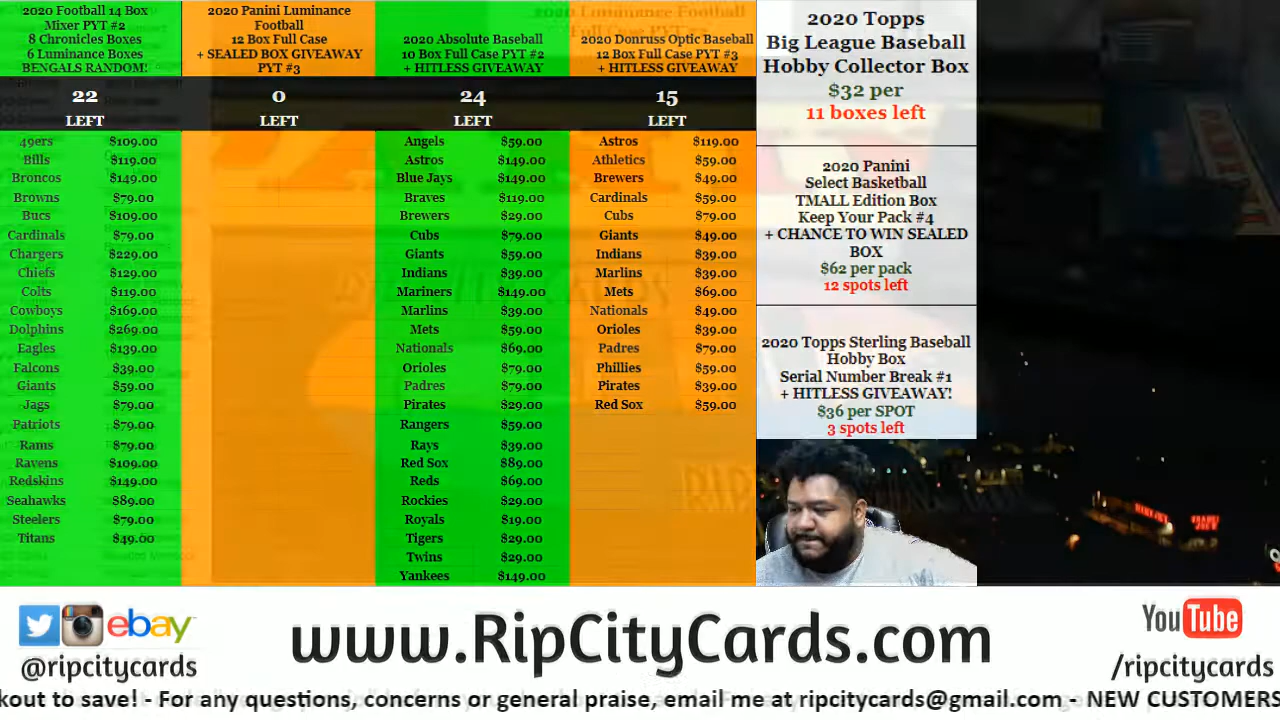 2020 Football 14 Box
Mixer PYT #2
8 Chronicles Boxes
6 Luminance Boxes
BENGALS RANDOM!
22
LEFT
49ers $109.00
Bills $119.00
Broncos $149.00
Browns $79.00
Bucs $109.00
Cardinals $79.00
Chargers $229.00
Chiefs $129.00
Colts $119.00
Cowboys $169.00
Dolphins $269.00
Eagles $139.00
Falcons $39.00
Giants $59.00
Jags $79.00
Patriots $79.00
Rams $79.00
Ravens $109.00
Redskins $149.00
Seahawks $89.00
Steelers $79.00
Titans $49.00
2020 Panini Luminance
Football
12 Box Full Case
+ SEALED BOX GIVEAWAY
PYT #3
0
LEFT
2020 Absolute Baseball
10 Box Full Case PYT #2
+ HITLESS GIVEAWAY
24
LEFT
Angels $59.00
Astros $149.00
Blue Jays $149.00
Braves $119.00
Brewers $29.00
Cubs $79.00
Giants $59.00
Indians $39.00
Mariners $149.00
Marlins $39.00
Mets $59.00
Nationals $69.00
Orioles $79.00
Padres $79.00
Pirates $29.00
Rangers $59.00
Rays $39.00
Red Sox $89.00
Reds $69.00
Rockies $29.00
Royals $19.00
Tigers $29.00
Twins $29.00
Yankees $149.00
2020 Donruss Optic Baseball
12 Box Full Case PYT #3
+ HITLESS GIVEAWAY
15
LEFT
Astros $119.00
Athletics $59.00
Brewers $49.00
Cardinals $59.00
Cubs $79.00
Giants $49.00
Indians $39.00
Marlins $39.00
Mets $69.00
Nationals $49.00
Orioles $39.00
Padres $79.00
Phillies $59.00
Pirates $39.00
Red Sox $59.00
2020 Topps
Big League Baseball
Hobby Collector Box
$32 per
11 boxes left
2020 Panini
Select Basketball
TMALL Edition Box
Keep Your Pack #4
+ CHANCE TO WIN SEALED
BOX
$62 per pack
12 spots left
2020 Topps Sterling Baseball
Hobby Box
Serial Number Break #1
+ HITLESS GIVEAWAY!
$36 per SPOT
3 spots left
ebay
@ripcitycards
www.RipCityCards.com
YouTube
/ripcitycards
kout to save! - For any questions, concerns or general praise, email me at ripcitycards@gmail.com - NEW CUSTOMERS